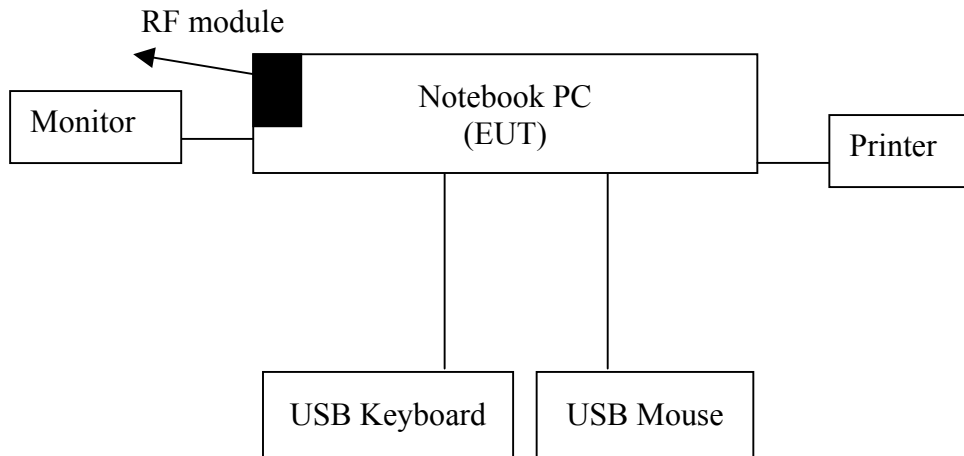 RF module
Notebook PC
(EUT)
Monitor
Printer
USB Keyboard
USB Mouse